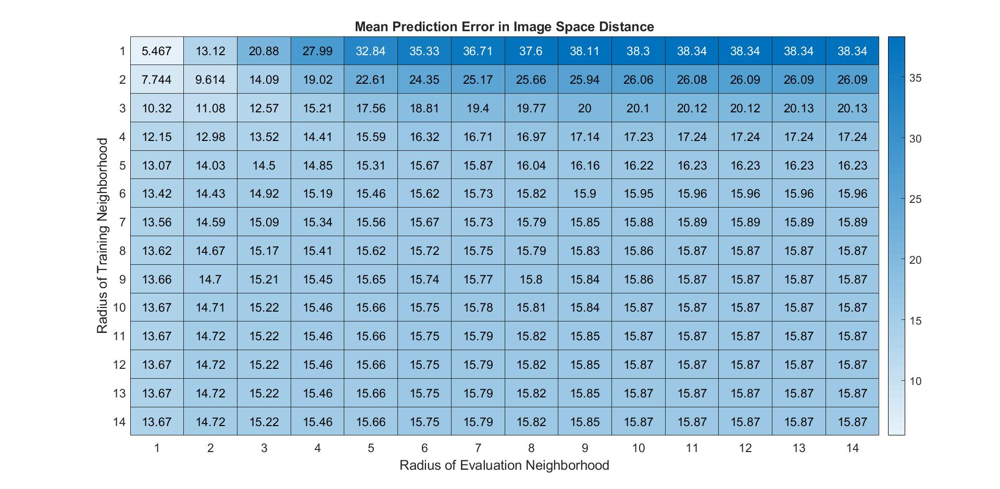 Mean Prediction Error in Image Space Distance
1 5.467 13.12 20.88 27.99 32.84 35.33 36.71 37.6 38.11 38.3 38.34 38.34 38.34 38.34
2 7.744 9.614 14.09 19.02 22.61 24.35 25.17 25.66 25.94 26.06 26.08 26.09 26.09 26.09
3 10.32 11.08 12.57 15.21 17.56 18.81 19.4 19.77 20 20.1 20.12 20.12 20.13 20.13
4 12.15 12.98 13.52 14.41 15.59 16.32 16.71 16.97 17.14 17.23 17.24 17.24 17.24 17.24
5 13.07 14.03 14.5 14.85 15.31 15.67 15.87 16.04 16.16 16.22 16.23 16.23 16.23 16.23
6 13.42 14.43 14.92 15.19 15.46 15.62 15.73 15.82 15.9 15.95 15.96 15.96 15.96 15.96
7 13.56 14.59 15.09 15.34 15.56 15.67 15.73 15.79 15.85 15.88 15.89 15.89 15.89 15.89
8 13.62 14.67 15.17 15.41 15.62 15.72 15.75 15.79 15.83 15.86 15.87 15.87 15.87 15.87
9 13.66 14.7 15.21 15.45 15.65 15.74 15.77 15.8 15.84 15.86 15.87 15.87 15.87 15.87
10 13.67 14.71 15.22 15.46 15.66 15.75 15.78 15.81 15.84 15.87 15.87 15.87 15.87 15.87
11 13.67 14.72 15.22 15.46 15.66 15.75 15.79 15.82 15.85 15.87 15.87 15.87 15.87 15.87
12 13.67 14.72 15.22 15.46 15.66 15.75 15.79 15.82 15.85 15.87 15.87 15.87 15.87 15.87
13 13.67 14.72 15.22 15.46 15.66 15.75 15.79 15.82 15.85 15.87 15.87 15.87 15.87 15.87
14 13.67 14.72 15.22 15.46 15.66 15.75 15.79 15.82 15.85 15.87 15.87 15.87 15.87 15.87
1 2 3 4 5 6 7 8 9 10 11 12 13 14
Radius of Evaluation Neighborhood
Radius of Training Neighborhood
35
30
25
20
15
10